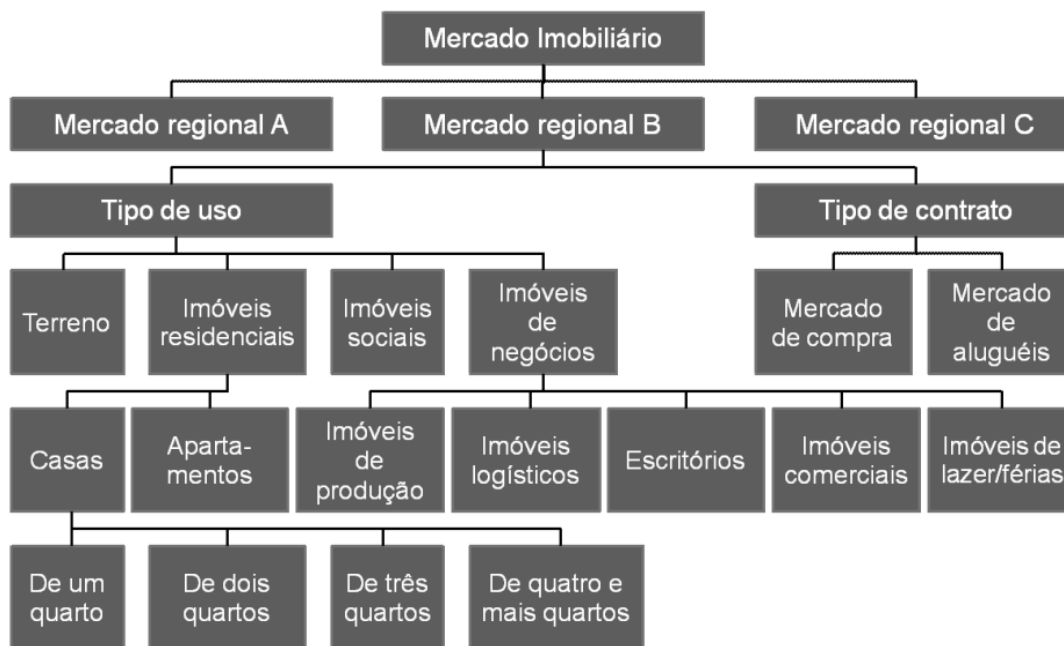 Mercado Imobiliário
Mercado regional A
Mercado regional B
Mercado regional C
Tipo de uso
Tipo de contrato
Terreno
Imóveis
residenciais
Imóveis
sociais
Imóveis
de
negócios
Mercado
de compra
Mercado
de
aluguéis
Casas
Aparta-
mentos
Imóveis
de
produção
Imóveis
logísticos
Escritórios
Imóveis
comerciais
Imóveis de
lazer/férias
De um
quarto
De dois
quartos
De três
quartos
De quatro e
mais quartos